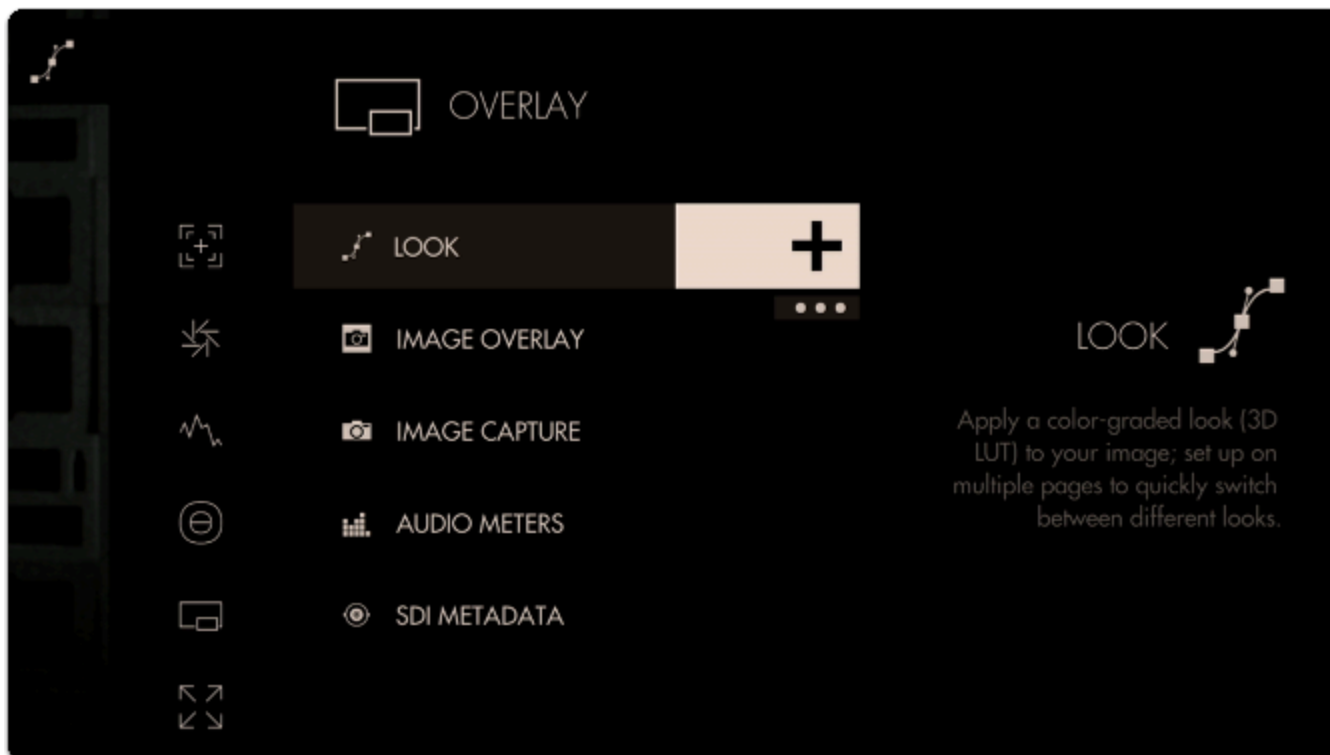 OVERLAY
LOOK
IMAGE OVERLAY
IMAGE CAPTURE
AUDIO METERS
SDI METADATA
LOOK
Apply a color-graded look (3D
LUT) to your image; set up on
multiple pages to quickly switch
between different looks.